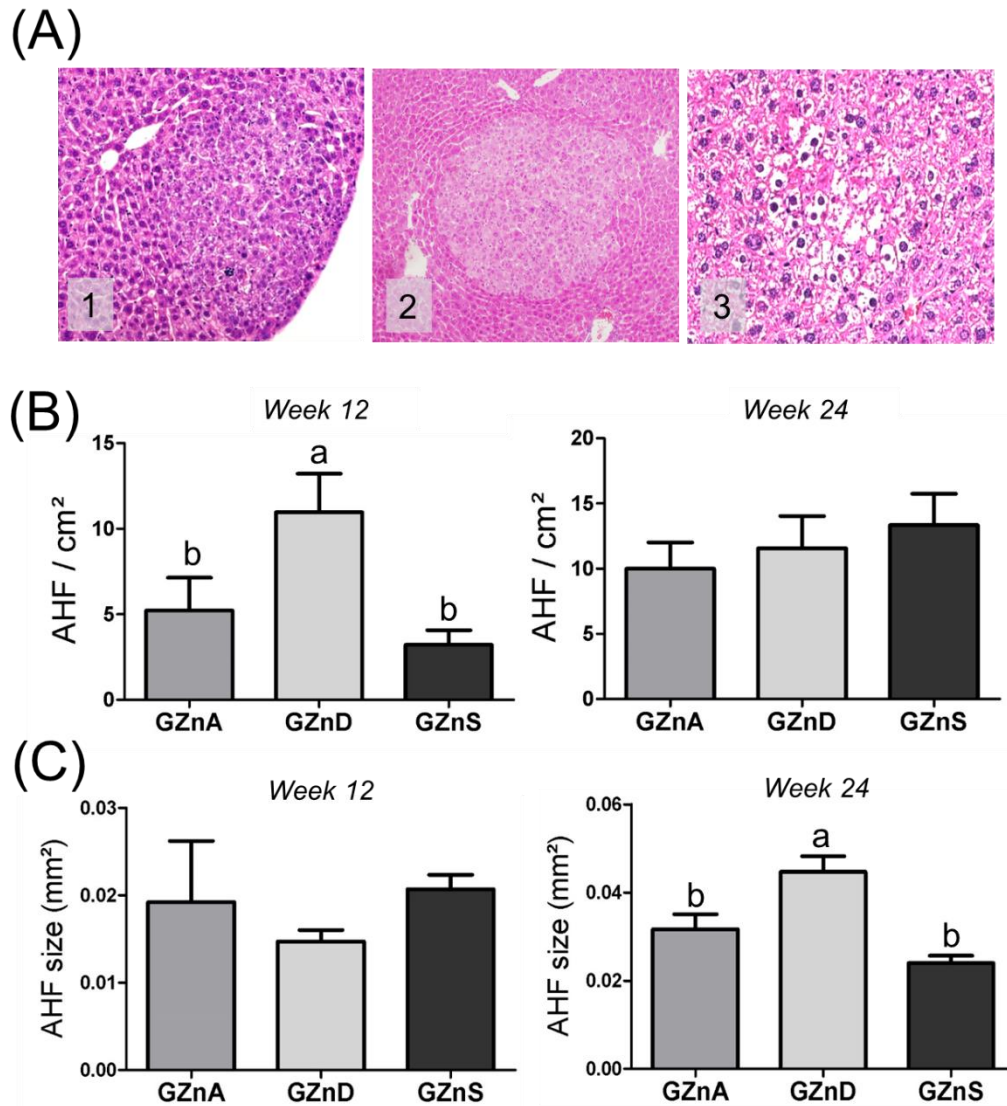 (A)
1
2
3
(B)
Week 12
Week 24
AHF / cm²
15
10
5
0
a
b
b
GZnA GZnD GZnS
AHF / cm²
20
15
10
5
0
GZnA GZnD GZnS
(C)
Week 12
Week 24
AHF size (mm²)
0.03
0.02
0.01
0.00
GZnA GZnD GZnS
AHF size (mm²)
0.06
0.04
0.02
0.00
a
b
b
GZnA GZnD GZnS